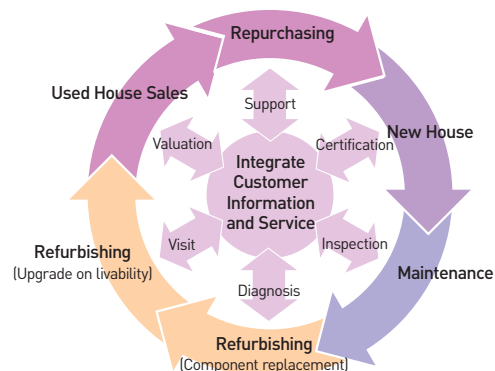 Repurchasing
Used House Sales
Support
Valuation
Certification
New House
Integrate
Customer
Information
and Service
Visit
Inspection
Refurbishing
(Upgrade on livability)
Maintenance
Diagnosis
Refurbishing
(Component replacement)